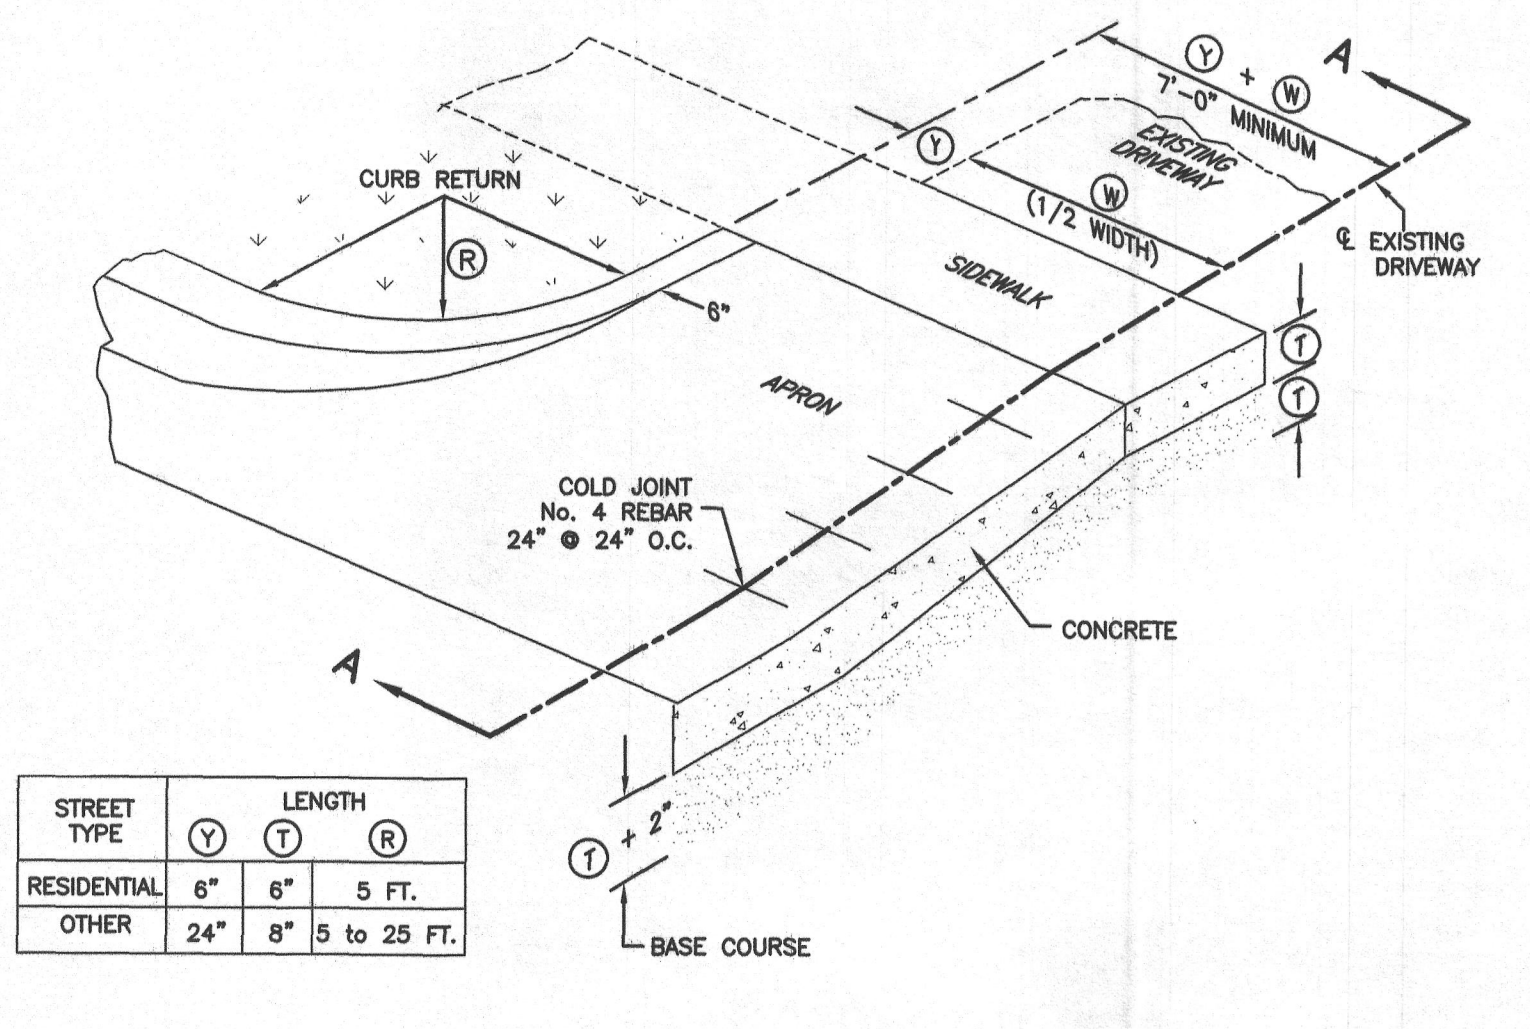 Y + W
7'-0" MINIMUM
A
Y
EXISTING
DRIVEWAY
W
(1/2 WIDTH)
℄ EXISTING
DRIVEWAY
CURB RETURN
R
6"
SIDEWALK
T
T
APRON
COLD JOINT
No. 4 REBAR
24" @ 24" O.C.
CONCRETE
A
T + 2"
BASE COURSE
STREET
TYPE
LENGTH
Y T R
RESIDENTIAL 6" 6" 5 FT.
OTHER 24" 8" 5 to 25 FT.